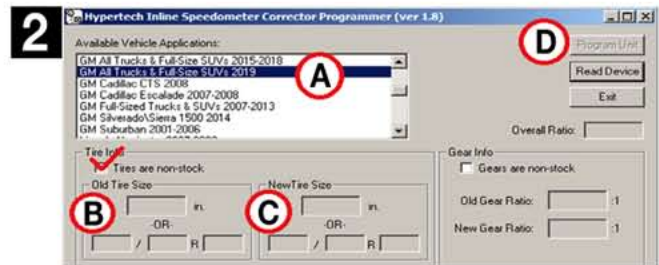 2
Hypertech Inline Speedometer Corrector Programmer (ver 1.8)
Available Vehicle Applications:
GM All Trucks & Full-Size SUVs 2015-2018
GM All Trucks & Full-Size SUVs 2019
GM Cadillac CTS 2008
GM Cadillac Escalade 2007-2008
GM Full-Sized Trucks & SUVs 2007-2013
GM Silverado\Sierra 1500 2014
GM Suburban 2001-2006
A
D
Program Unit
Read Device
Exit
Overall Ratio:
Tire Info
Tires are non-stock
Old Tire Size
B
in.
-OR-
/ R
NewTire Size
C
in.
-OR-
/ R
Gear Info
Gears are non-stock
Old Gear Ratio: :1
New Gear Ratio: :1